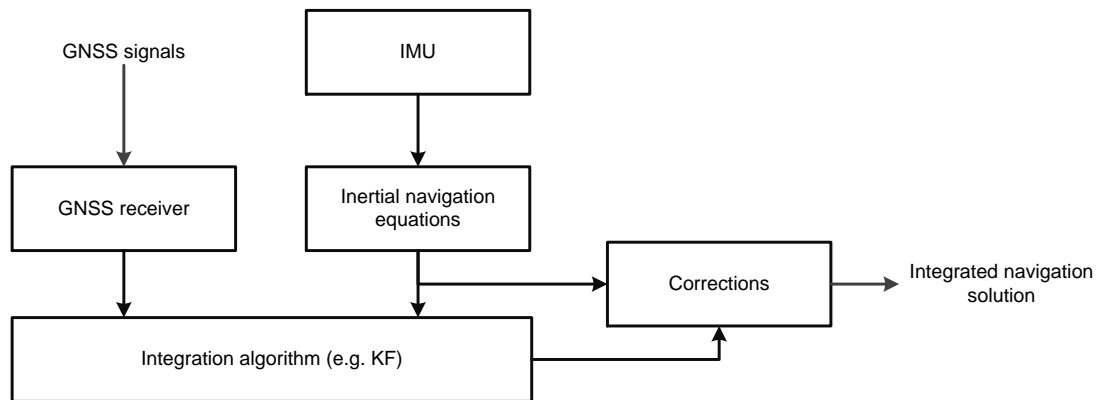 GNSS signals
IMU
GNSS receiver
Inertial navigation
equations
Corrections
Integrated navigation
solution
Integration algorithm (e.g. KF)